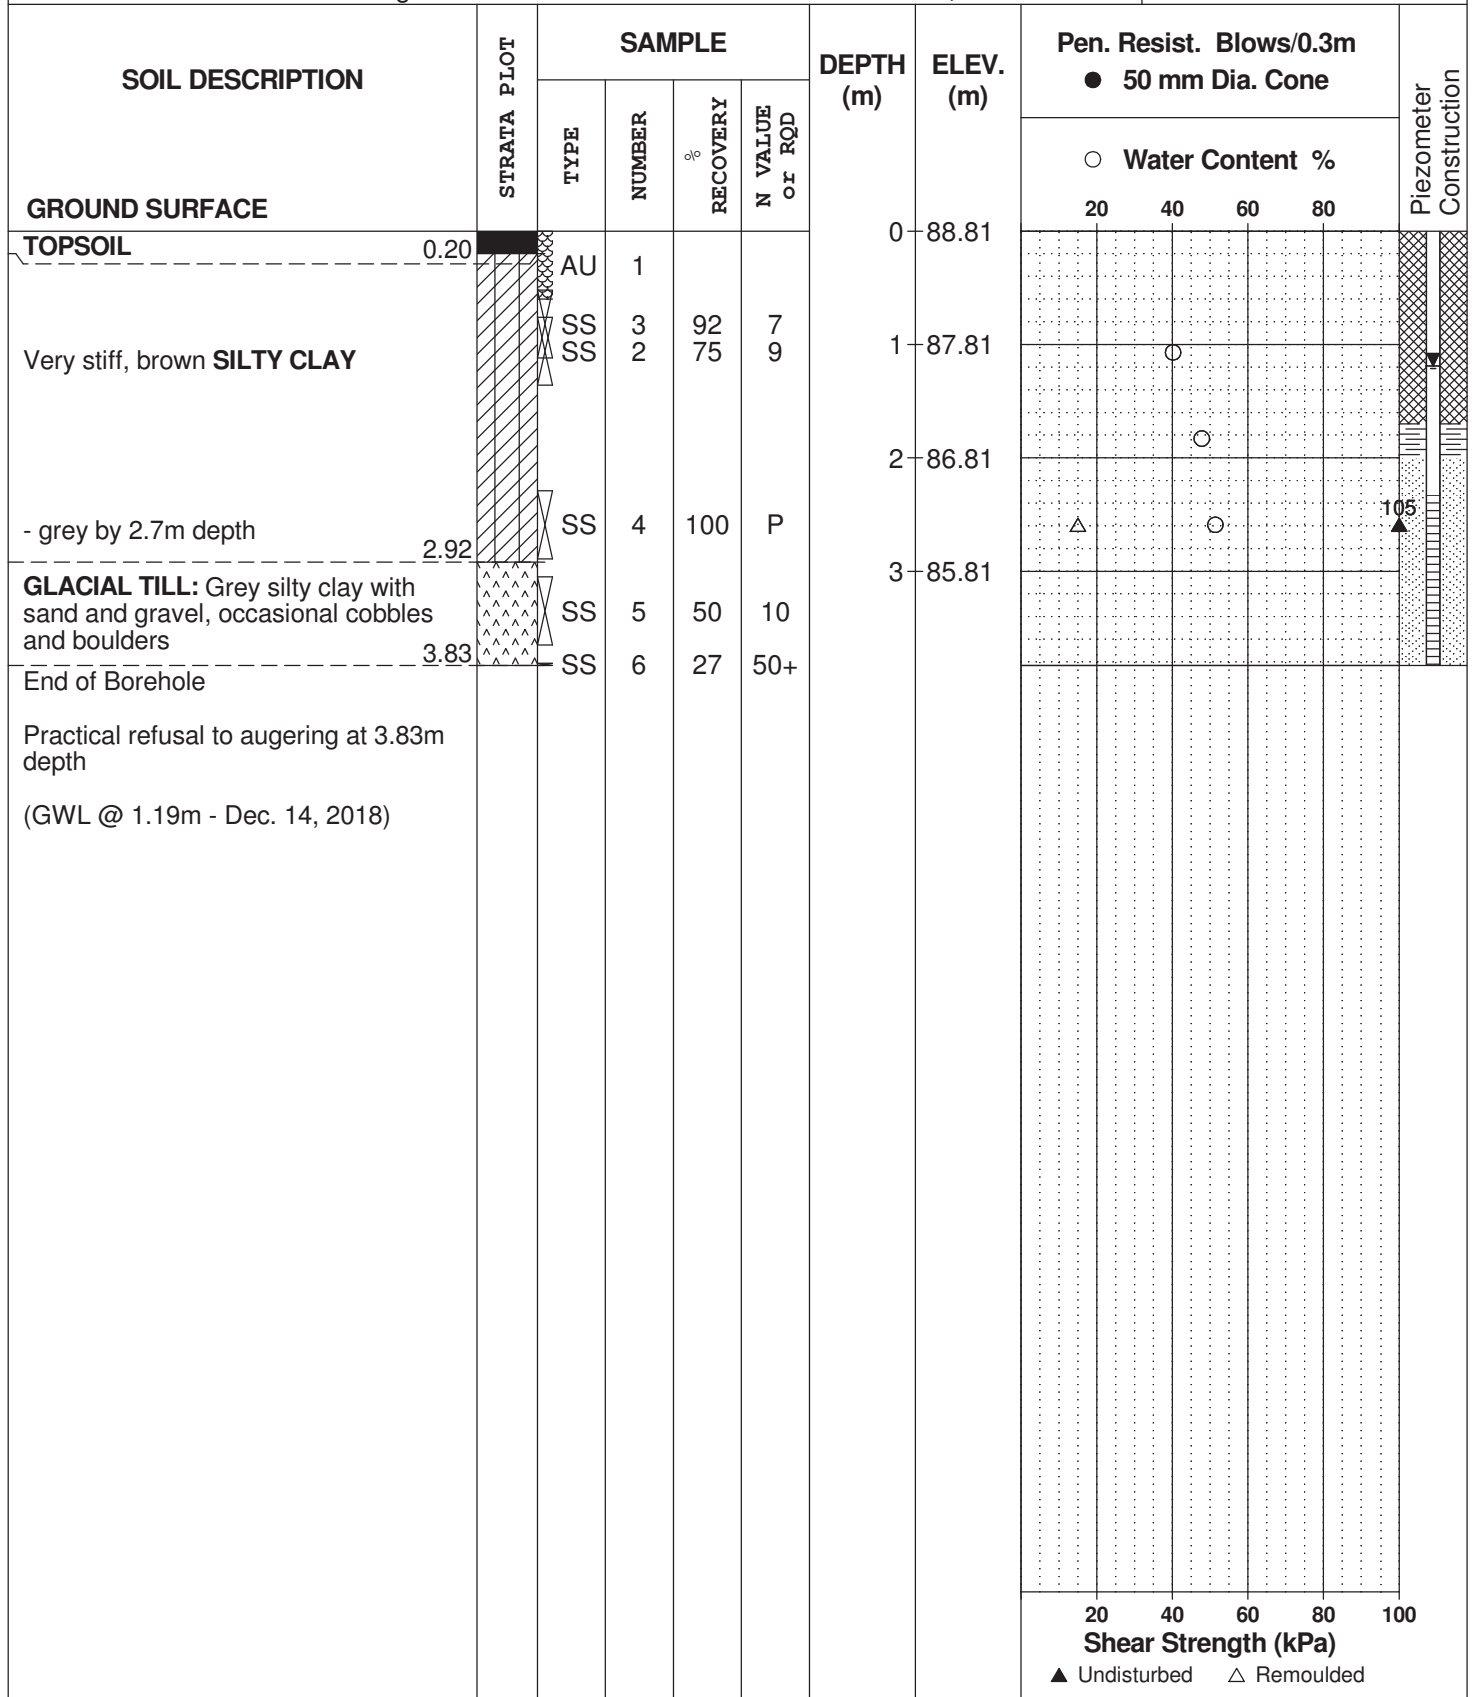 SOIL DESCRIPTION
GROUND SURFACE
STRATA PLOT
SAMPLE
TYPE
NUMBER
% RECOVERY
N VALUE or RQD
DEPTH (m)
ELEV. (m)
Pen. Resist. Blows/0.3m
● 50 mm Dia. Cone
○ Water Content %
20 40 60 80
Piezometer Construction
0 88.81
TOPSOIL 0.20
AU 1
SS 3 92 7
SS 2 75 9
1 87.81
Very stiff, brown SILTY CLAY
2 86.81
105
- grey by 2.7m depth
SS 4 100 P
2.92
3 85.81
GLACIAL TILL: Grey silty clay with
sand and gravel, occasional cobbles
and boulders
SS 5 50 10
3.83
SS 6 27 50+
End of Borehole
Practical refusal to augering at 3.83m
depth
(GWL @ 1.19m - Dec. 14, 2018)
20 40 60 80 100
Shear Strength (kPa)
▲ Undisturbed △ Remoulded